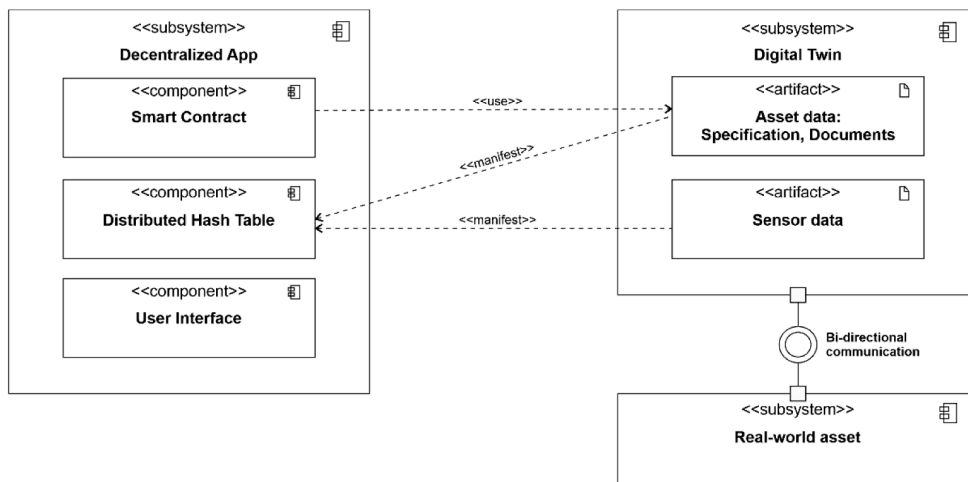 <<subsystem>>
Decentralized App
<<component>>
Smart Contract
<<component>>
Distributed Hash Table
<<component>>
User Interface
<<use>>
<<manifest>>
<<manifest>>
<<subsystem>>
Digital Twin
<<artifact>>
Asset data:
Specification, Documents
<<artifact>>
Sensor data
Bi-directional
communication
<<subsystem>>
Real-world asset